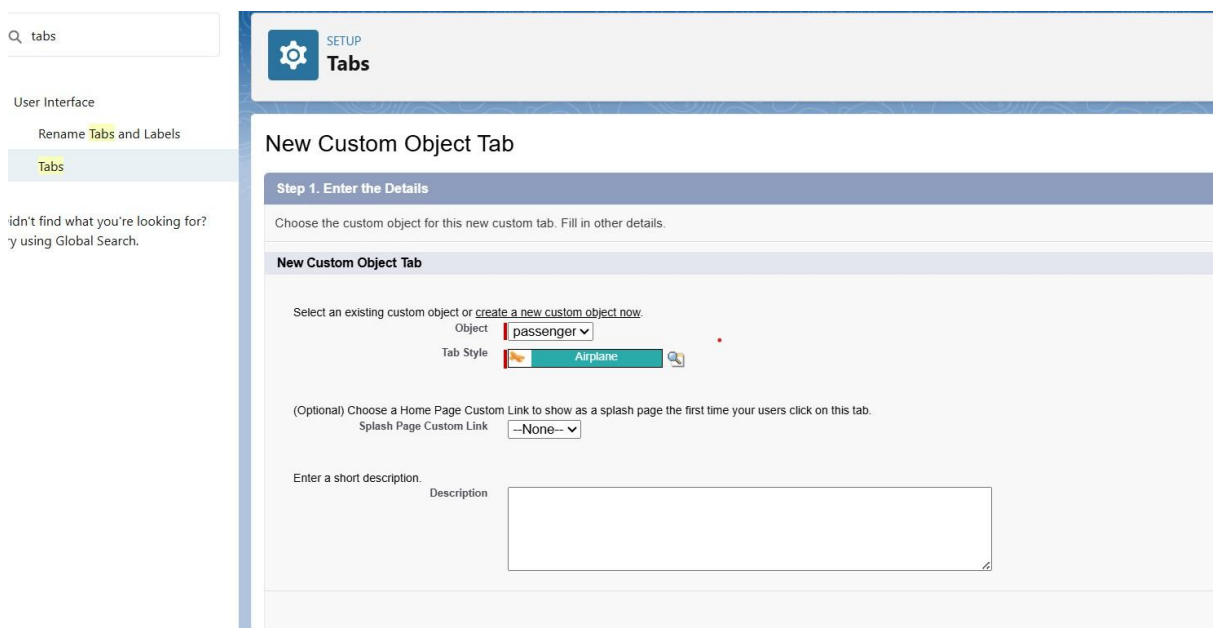 tabs
User Interface
Rename Tabs and Labels
Tabs
idn't find what you're looking for?
ry using Global Search.
SETUP
Tabs
New Custom Object Tab
Step 1. Enter the Details
Choose the custom object for this new custom tab. Fill in other details.
New Custom Object Tab
Select an existing custom object or create a new custom object now.
Object passenger
Tab Style Airplane
(Optional) Choose a Home Page Custom Link to show as a splash page the first time your users click on this tab.
Splash Page Custom Link --None--
Enter a short description.
Description